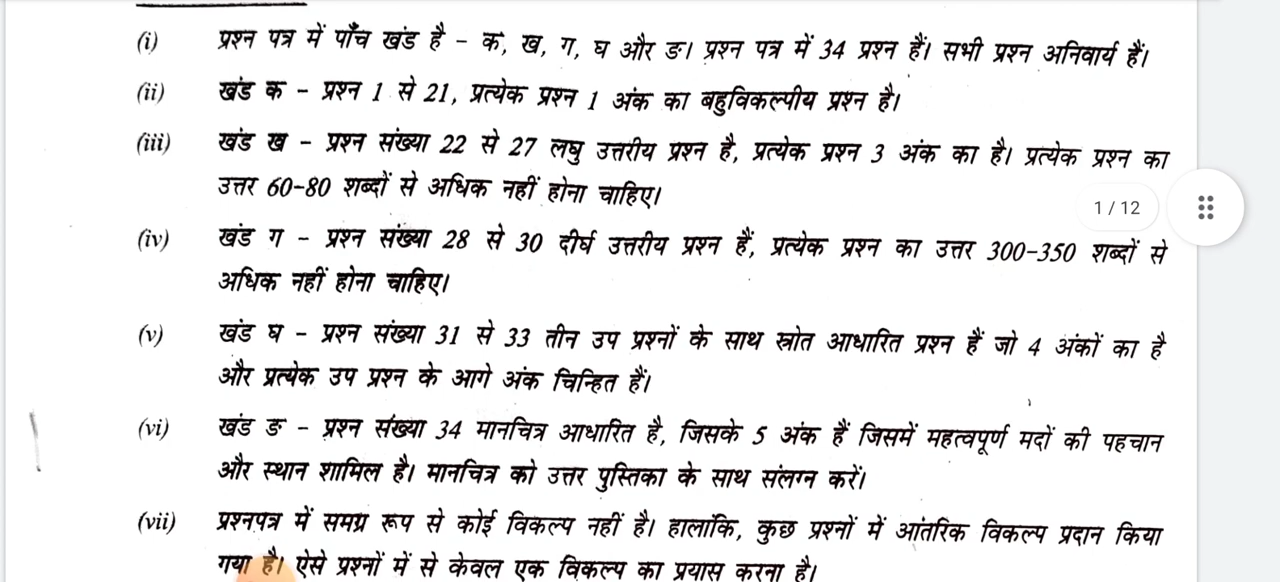 (i) प्रश्न पत्र में पाँच खंड है - क, ख, ग, घ और ङ। प्रश्न पत्र में 34 प्रश्न हैं। सभी प्रश्न अनिवार्य हैं।
(ii) खंड क - प्रश्न 1 से 21, प्रत्येक प्रश्न 1 अंक का बहुविकल्पीय प्रश्न है।
(iii) खंड ख - प्रश्न संख्या 22 से 27 लघु उत्तरीय प्रश्न है, प्रत्येक प्रश्न 3 अंक का है। प्रत्येक प्रश्न का
उत्तर 60-80 शब्दों से अधिक नहीं होना चाहिए।
1 / 12
(iv) खंड ग - प्रश्न संख्या 28 से 30 दीर्घ उत्तरीय प्रश्न हैं, प्रत्येक प्रश्न का उत्तर 300-350 शब्दों से
अधिक नहीं होना चाहिए।
(v) खंड घ - प्रश्न संख्या 31 से 33 तीन उप प्रश्नों के साथ स्त्रोत आधारित प्रश्न हैं जो 4 अंकों का है
और प्रत्येक उप प्रश्न के आगे अंक चिन्हित हैं।
(vi) खंड ङ - प्रश्न संख्या 34 मानचित्र आधारित है, जिसके 5 अंक हैं जिसमें महत्वपूर्ण मदों की पहचान
और स्थान शामिल है। मानचित्र को उत्तर पुस्तिका के साथ संलग्न करें।
(vii) प्रश्नपत्र में समग्र रूप से कोई विकल्प नहीं है। हालांकि, कुछ प्रश्नों में आंतरिक विकल्प प्रदान किया
गया है। ऐसे प्रश्नों में से केवल एक विकल्प का प्रयास करना है।